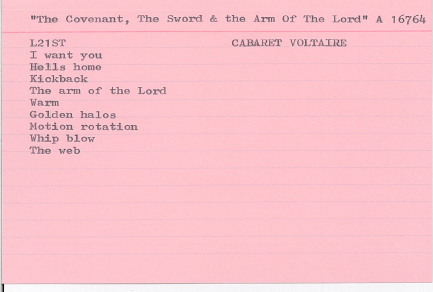 "The Covenant, The Sword & the Arm Of The Lord" A 16764
L21ST CABARET VOLTAIRE
I want you
Hells home
Kickback
The arm of the Lord
Warm
Golden halos
Motion rotation
Whip blow
The web